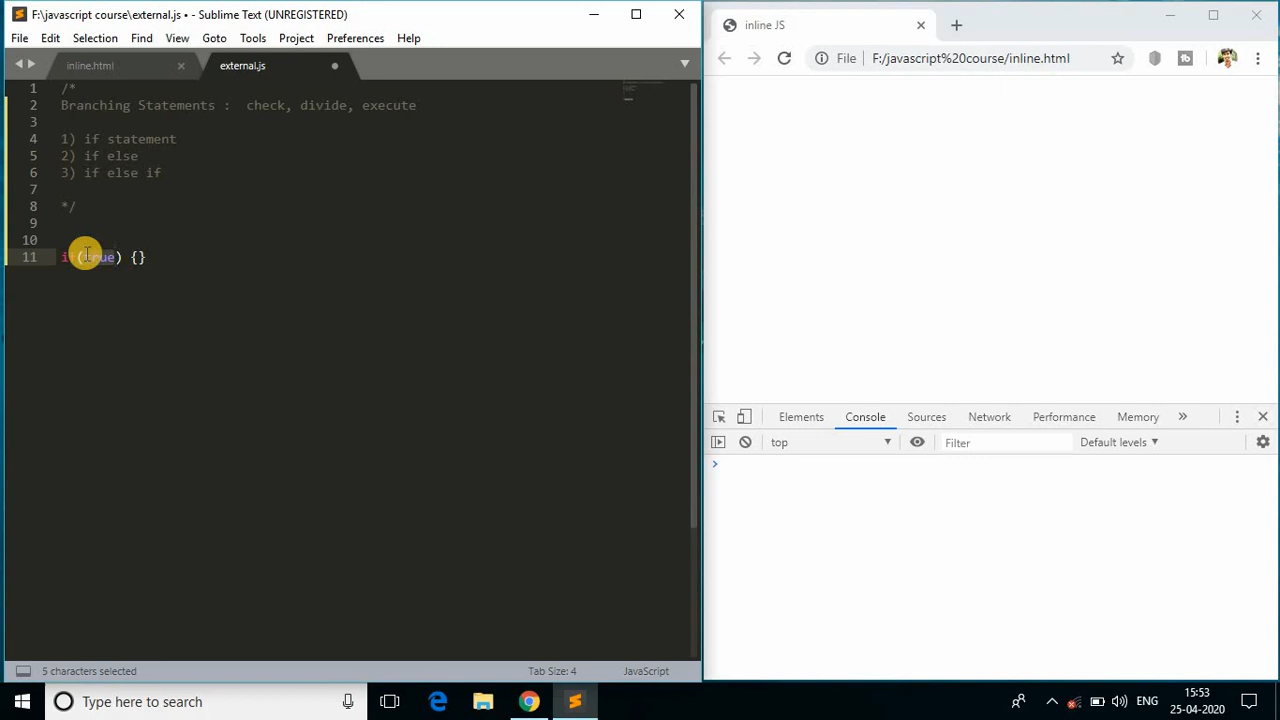 F:\javascript course\external.js • - Sublime Text (UNREGISTERED)
File Edit Selection Find View Goto Tools Project Preferences Help
inline.html
external.js
1 /*
2 Branching Statements : check, divide, execute
3
4 1) if statement
5 2) if else
6 3) if else if
7
8 */
9
10
11 if(true) {}
5 characters selected
Tab Size: 4
JavaScript
inline JS
File F:/javascript%20course/inline.html
Elements Console Sources Network Performance Memory
top
Filter
Default levels
Type here to search
ENG
15:53
25-04-2020